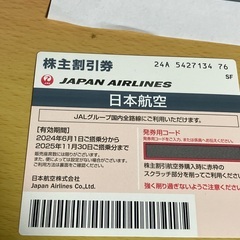 24A 5427134 76
SF
株主割引券
JAPAN AIRLINES
日本航空
JALグループ国内全路線にご利用いただけます。
【有効期間】
2024年6月1日搭乗分から
2025年11月30日ご搭乗まで
日本航空株式会社
Japan Airlines Co., Ltd.
発券用コード
株主割引航空券購入時に赤枠の
スクラッチ部分を削ってご利用ください
強く削り過ぎないようご注意ください